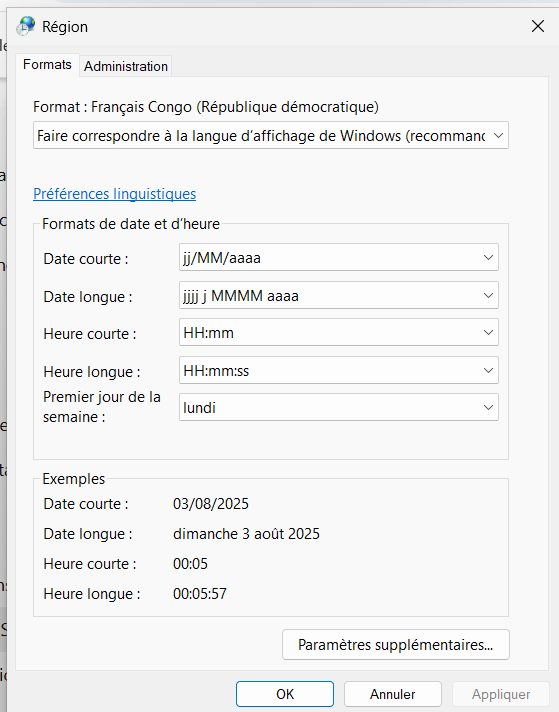 Région
Formats
Administration
Format : Français Congo (République démocratique)
Faire correspondre à la langue d'affichage de Windows (recommanc
Préférences linguistiques
Formats de date et d'heure
Date courte : jj/MM/aaaa
Date longue : jjjj j MMMM aaaa
Heure courte : HH:mm
Heure longue : HH:mm:ss
Premier jour de la
semaine : lundi
Exemples
Date courte : 03/08/2025
Date longue : dimanche 3 août 2025
Heure courte : 00:05
Heure longue : 00:05:57
Paramètres supplémentaires...
OK Annuler Appliquer